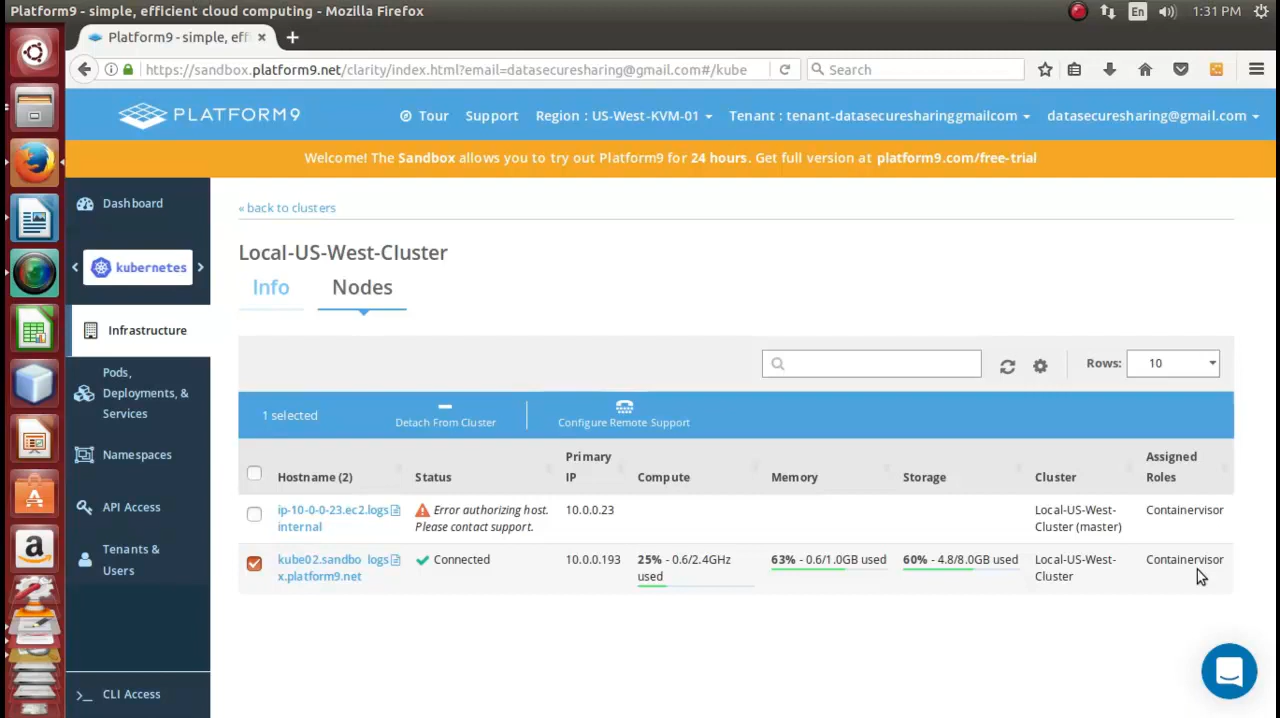 Platform9 - simple, efficient cloud computing - Mozilla Firefox
En
1:31 PM
Platform9 - simple, eff
https://sandbox.platform9.net/clarity/index.html?email=datasecuresharing@gmail.com#/kube
Search
PLATFORM9
Tour
Support
Region : US-West-KVM-01
Tenant : tenant-datasecuresharinggmailcom
datasecuresharing@gmail.com
Welcome! The Sandbox allows you to try out Platform9 for 24 hours. Get full version at platform9.com/free-trial
Dashboard
kubernetes
Infrastructure
Pods,
Deployments, &
Services
Namespaces
API Access
Tenants &
Users
CLI Access
« back to clusters
Local-US-West-Cluster
Info
Nodes
Rows:
10
1 selected
Detach From Cluster
Configure Remote Support
Hostname (2)
Status
Primary
IP
Compute
Memory
Storage
Cluster
Assigned
Roles
ip-10-0-0-23.ec2.
internal
logs
Error authorizing host.
Please contact support.
10.0.0.23
Local-US-West-
Cluster (master)
Containervisor
kube02.sandbo
x.platform9.net
logs
Connected
10.0.0.193
25% - 0.6/2.4GHz
used
63% - 0.6/1.0GB used
60% - 4.8/8.0GB used
Local-US-West-
Cluster
Containervisor